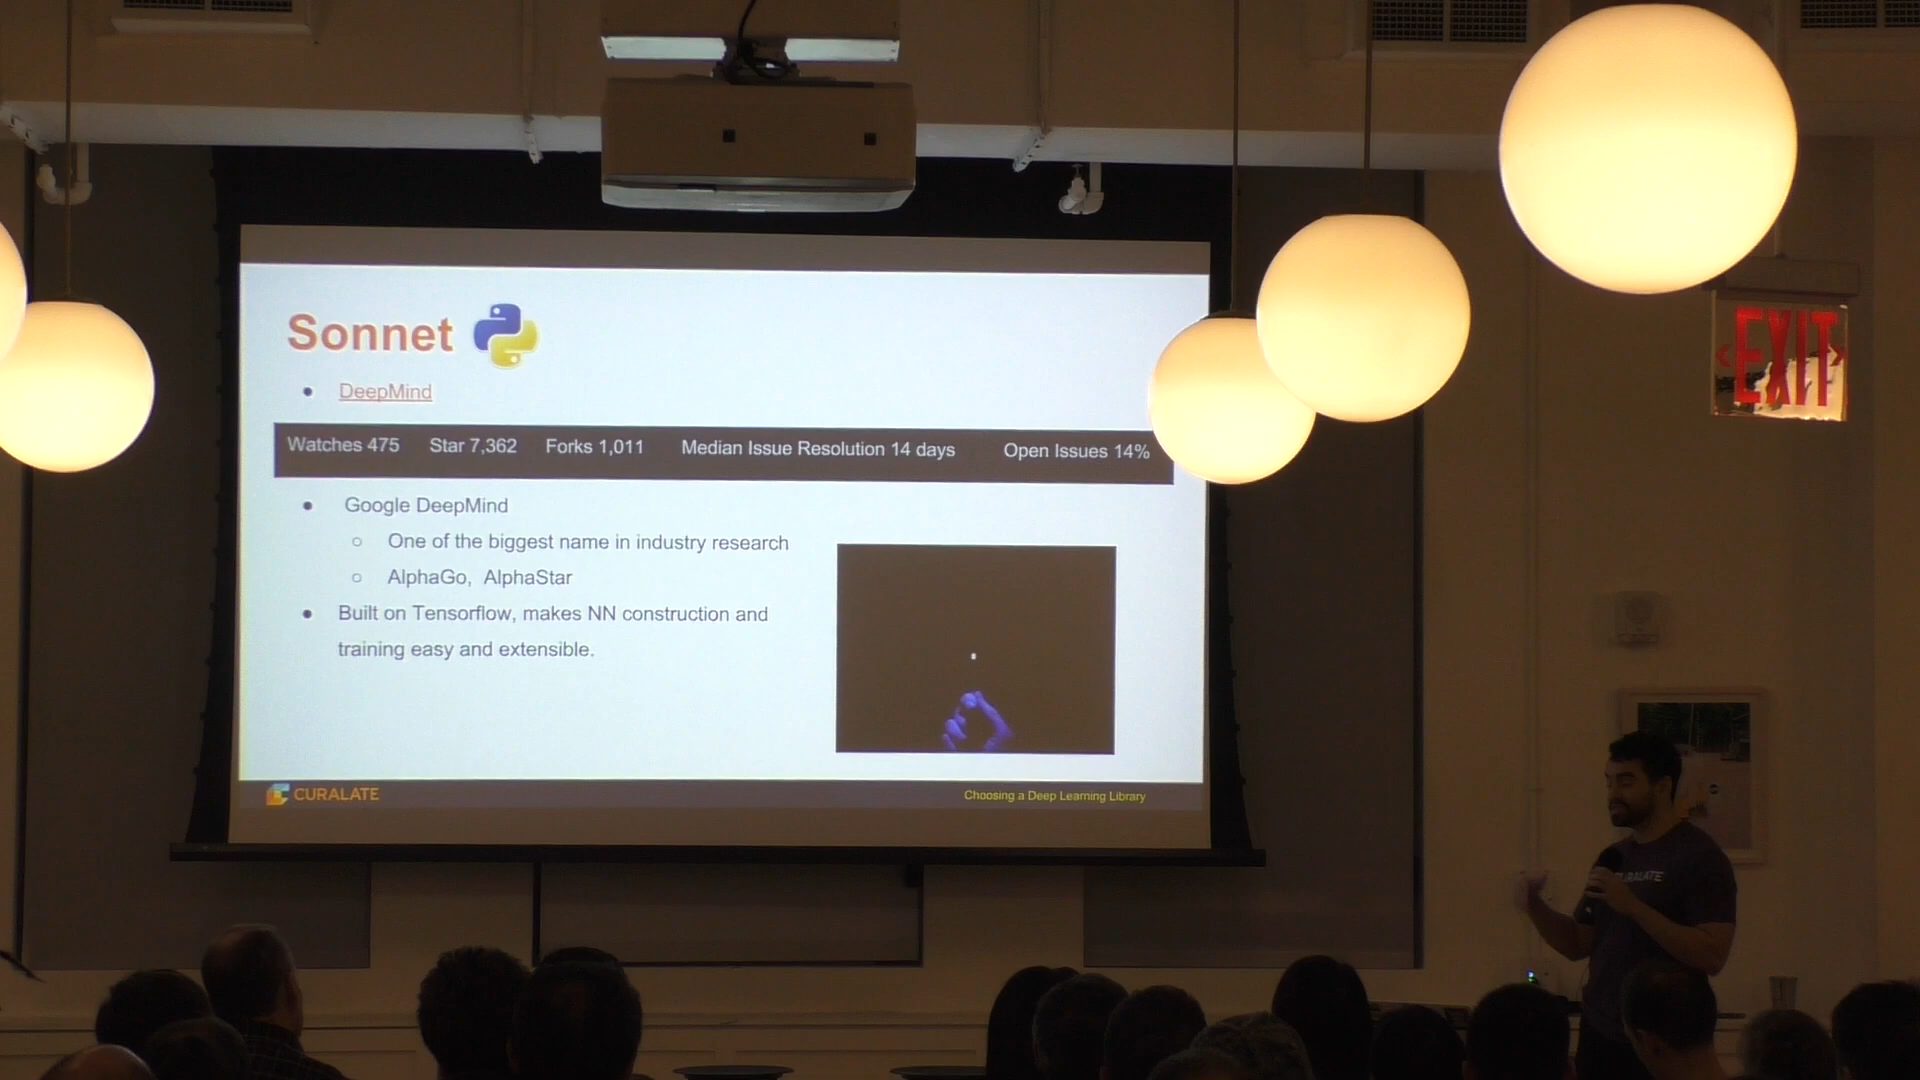 Sonnet
DeepMind
Watches 475 Star 7,362 Forks 1,011 Median Issue Resolution 14 days Open Issues 14%
Google DeepMind
One of the biggest name in industry research
AlphaGo, AlphaStar
Built on Tensorflow, makes NN construction and
training easy and extensible.
CURALATE
Choosing a Deep Learning Library
EXIT
CURALATE